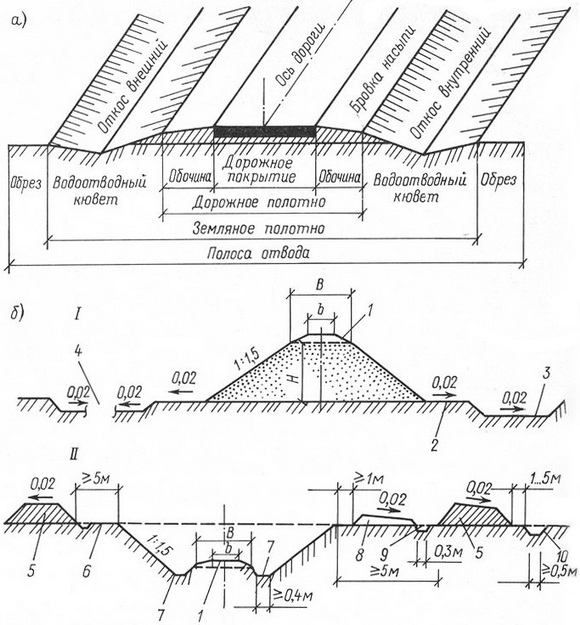 а)
Откос внешний
Ось дороги
Бровка насыпи
Откос внутренний
Обрез
Водоотводный
кювет
Обочина
Дорожное
покрытие
Обочина
Водоотводный
кювет
Обрез
Дорожное полотно
Земляное полотно
Полоса отвода
б)
I
B
b
1
4
1:1,5
H
0,02
0,02
0,02
0,02
0,02
3
2
II
0,02
≥5м
≥1м
0,02
0,02
1...5м
1:1,5
B
b
7
5
6
7
1
≥0,4м
8
9
≥5м
0,3м
5
10
≥0,5м